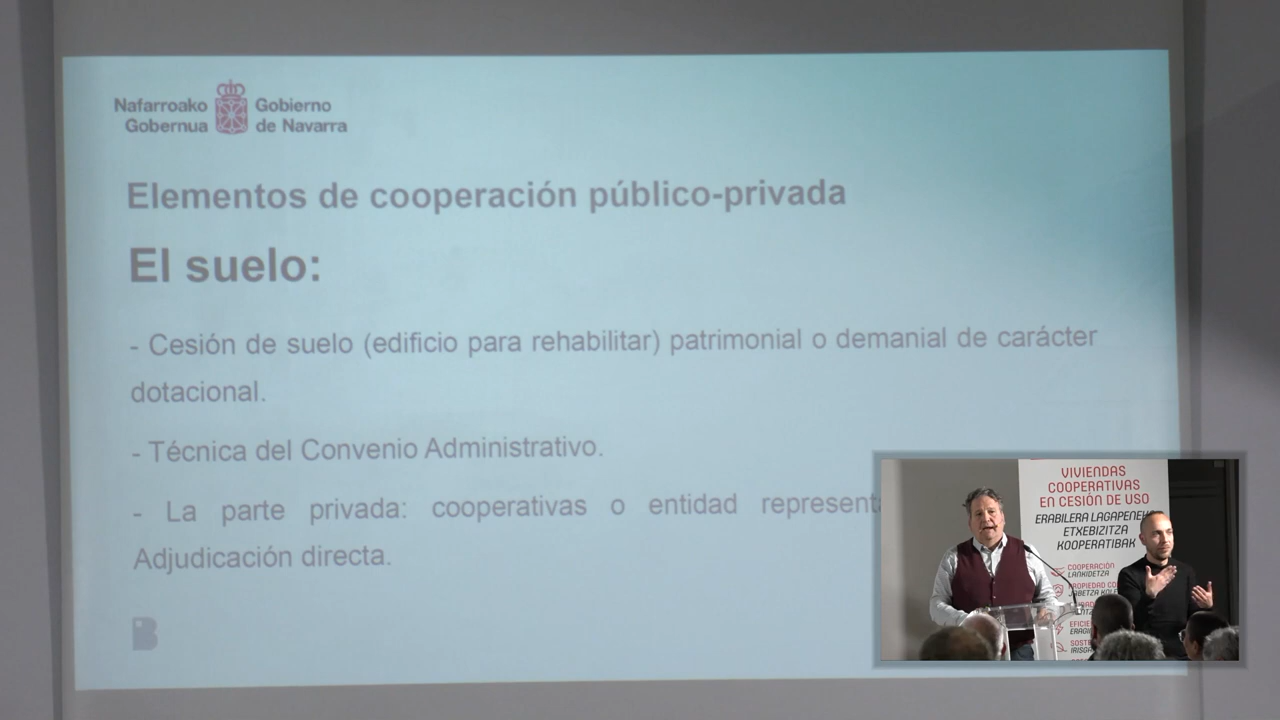 Nafarroako Gobierno
Gobernua de Navarra
Elementos de cooperación público-privada
El suelo:
- Cesión de suelo (edificio para rehabilitar) patrimonial o demanial de carácter
dotacional.
- Técnica del Convenio Administrativo.
- La parte privada: cooperativas o entidad
Adjudicación directa.
B
VIVIENDAS
COOPERATIVAS
EN CESIÓN DE USO
ERABILERA
ETXEBIZITZA
KOOPERATIBAK
COOPERACIÓN
LANKIDETZA